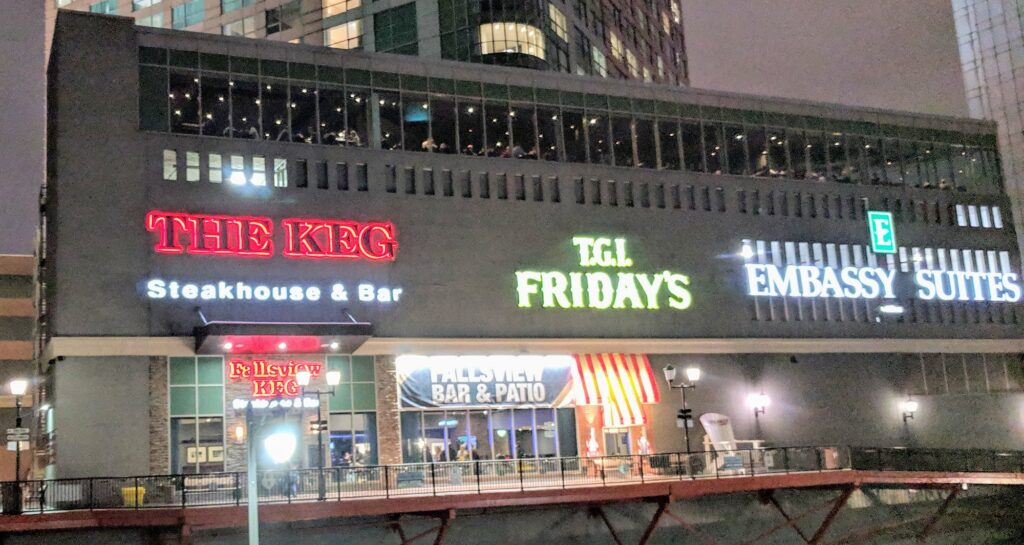 THE KEG
Steakhouse & Bar
T.G.I.
FRIDAY'S
E
EMBASSY SUITES
Fallsview
KEG
FALLSVIEW
BAR & PATIO